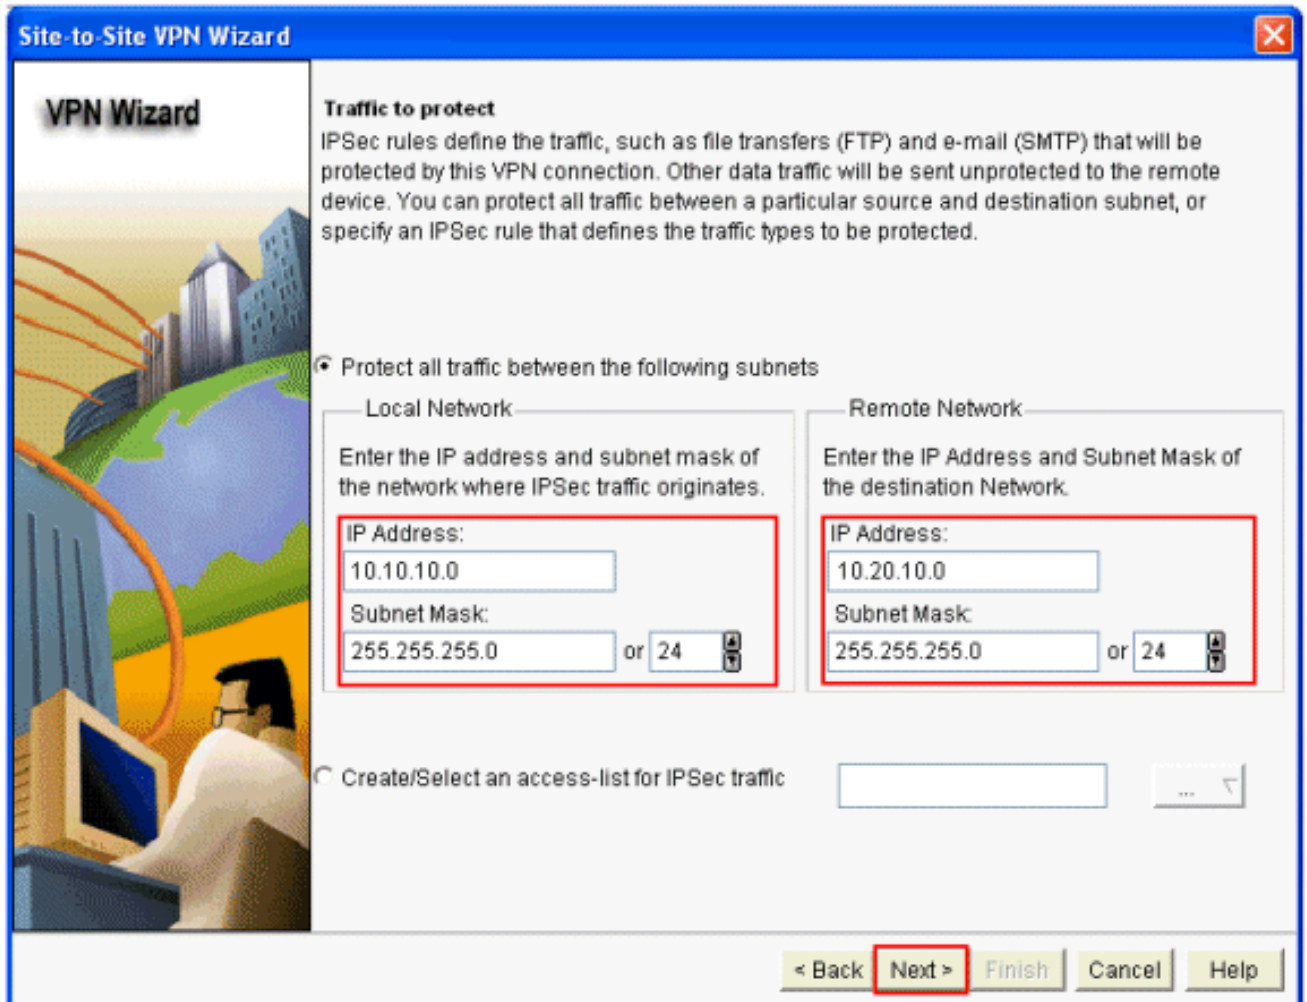 Site-to-Site VPN Wizard
VPN Wizard
Traffic to protect
IPSec rules define the traffic, such as file transfers (FTP) and e-mail (SMTP) that will be
protected by this VPN connection. Other data traffic will be sent unprotected to the remote
device. You can protect all traffic between a particular source and destination subnet, or
specify an IPSec rule that defines the traffic types to be protected.
Protect all traffic between the following subnets
Local Network
Enter the IP address and subnet mask of
the network where IPSec traffic originates.
IP Address:
10.10.10.0
Subnet Mask:
255.255.255.0 or 24
Remote Network
Enter the IP Address and Subnet Mask of
the destination Network.
IP Address:
10.20.10.0
Subnet Mask:
255.255.255.0 or 24
Create/Select an access-list for IPSec traffic
...
< Back Next > Finish Cancel Help